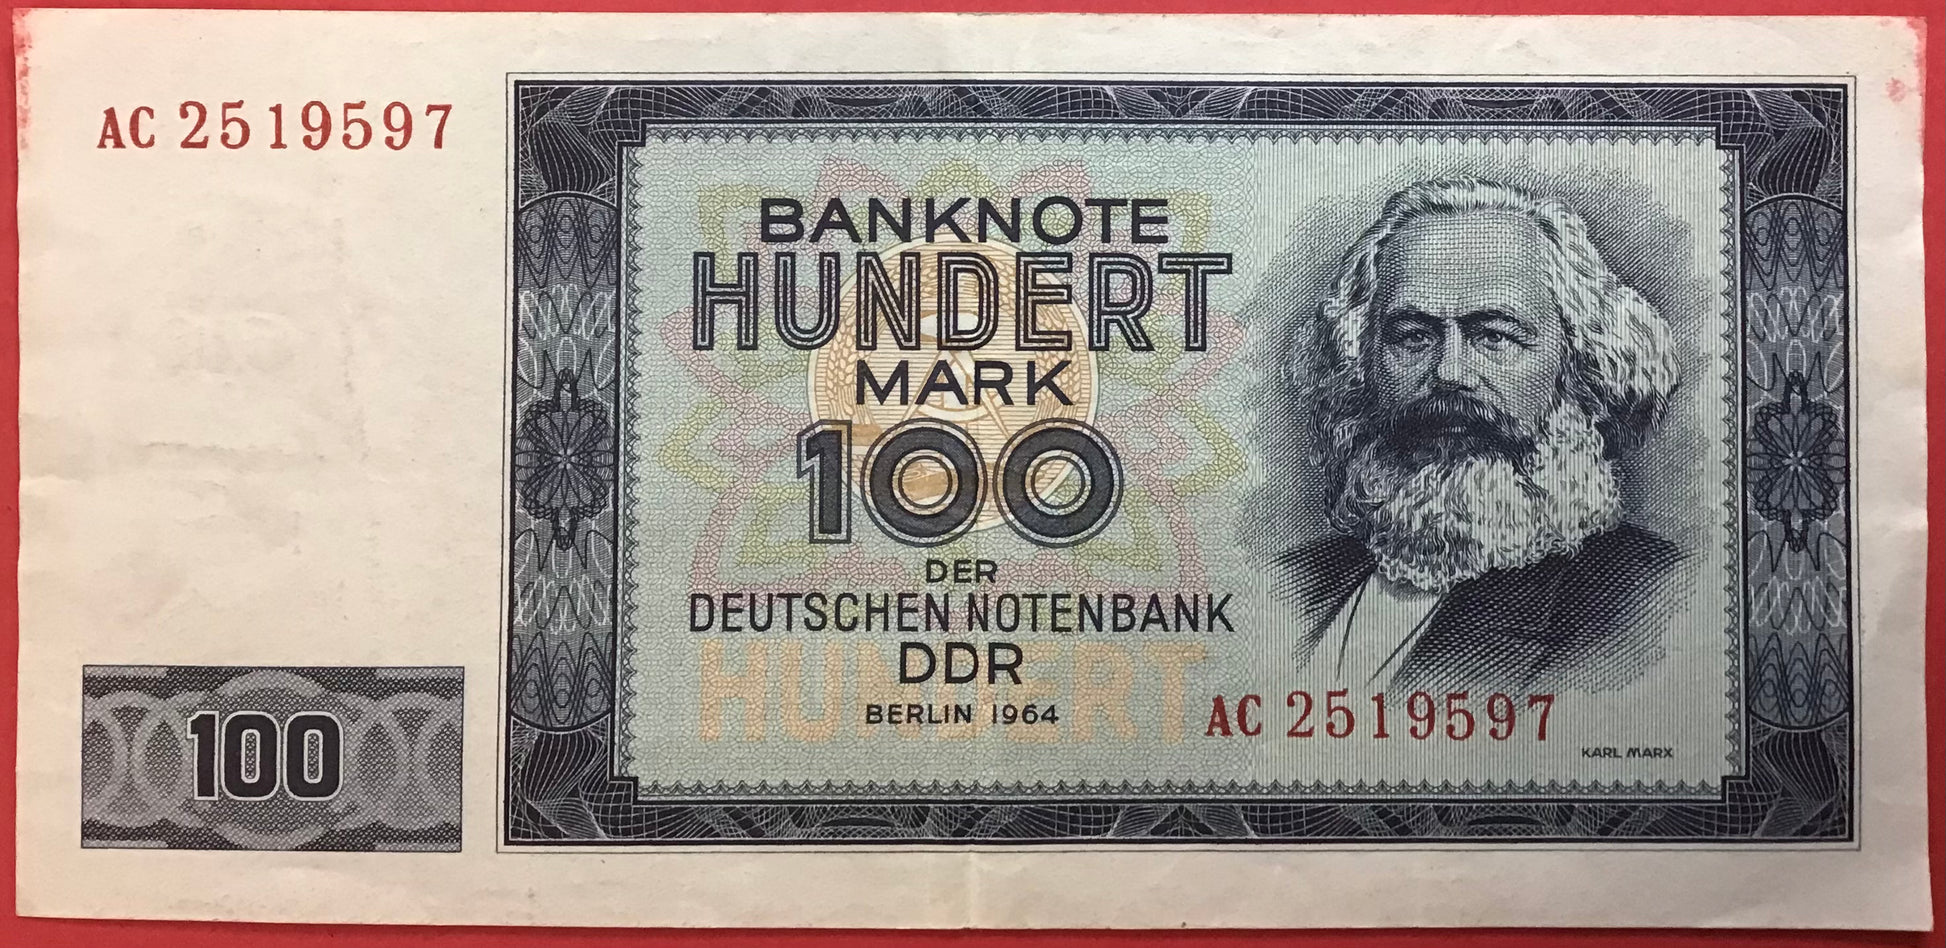 AC 2519597
BANKNOTE
HUNDERT
MARK
100
DER
DEUTSCHEN NOTENBANK
DDR
HUNDERT
BERLIN 1964
AC 2519597
KARL MARX
100